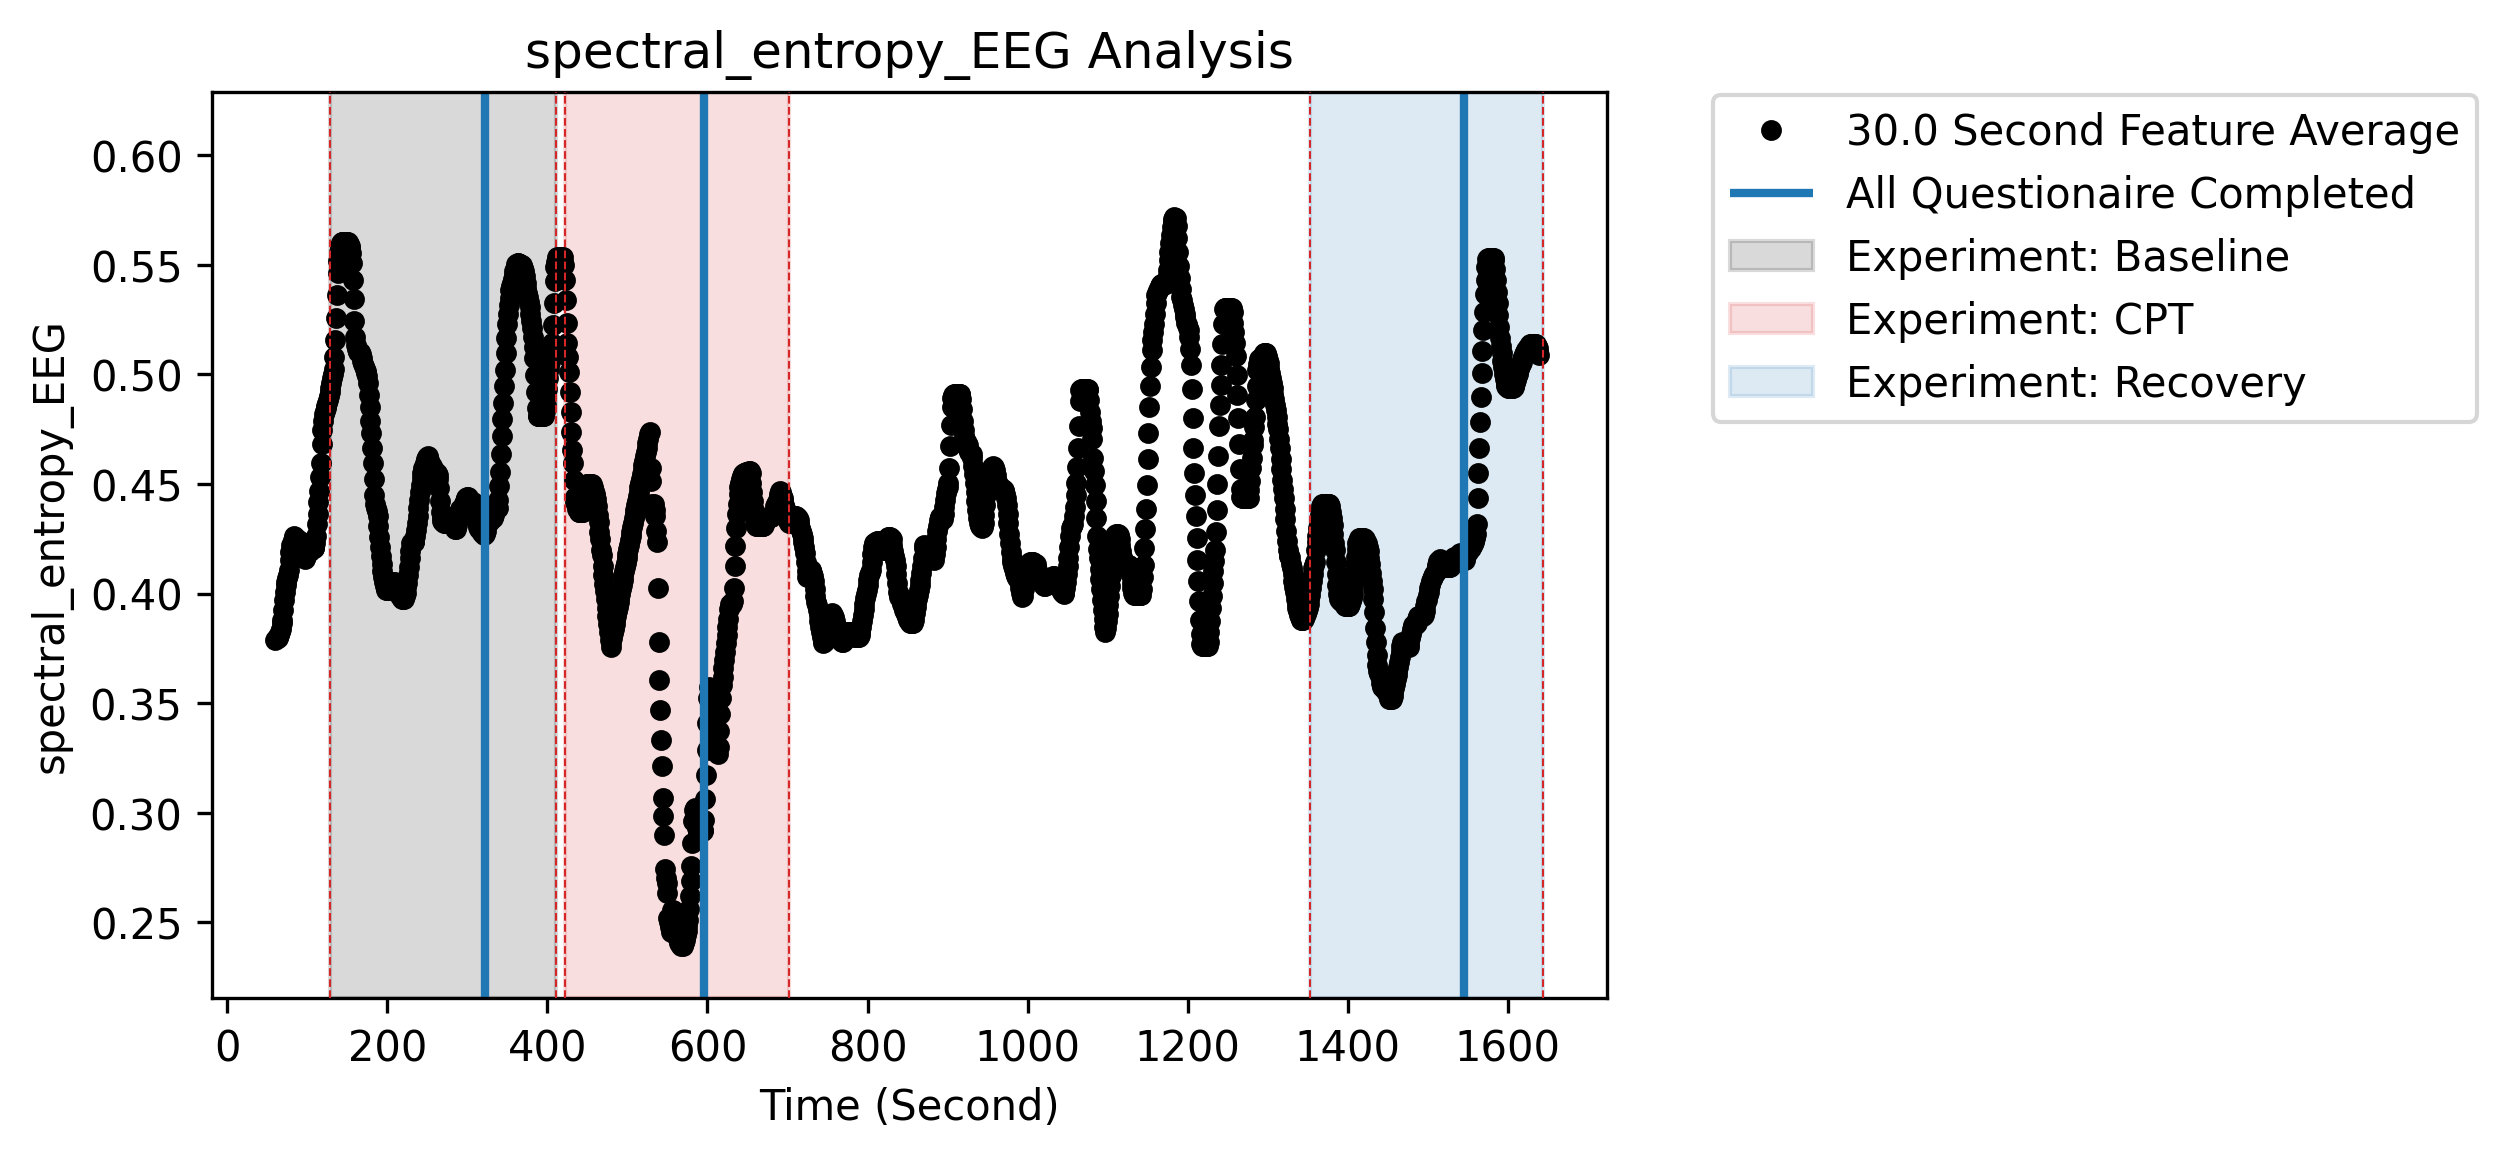 spectral_entropy_EEG Analysis
30.0 Second Feature Average
All Questionaire Completed
Experiment: Baseline
Experiment: CPT
Experiment: Recovery
spectral_entropy_EEG
0.60
0.55
0.50
0.45
0.40
0.35
0.30
0.25
0 200 400 600 800 1000 1200 1400 1600
Time (Second)